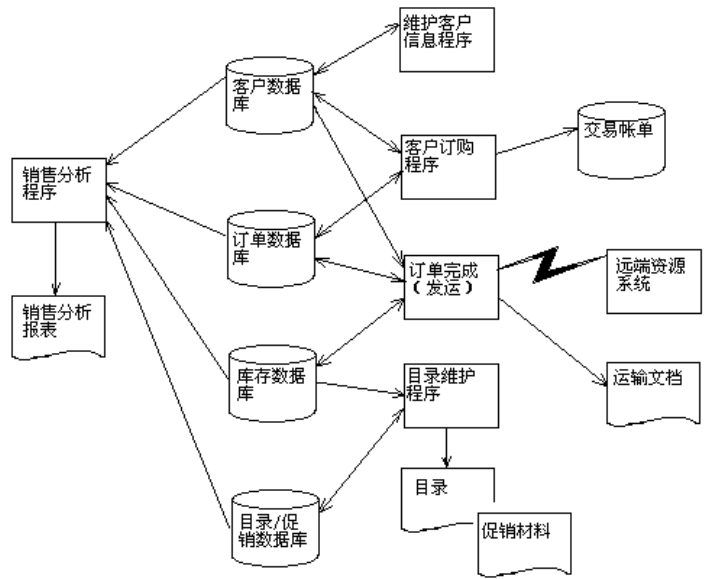 维护客户
信息程序
客户数据
库
交易帐单
客户订购
程序
销售分析
程序
订单数据
库
订单完成
（发运）
远端资源
系统
销售分析
报表
库存数据
库
目录维护
程序
运输文档
目录
目录/促
销数据库
促销材料